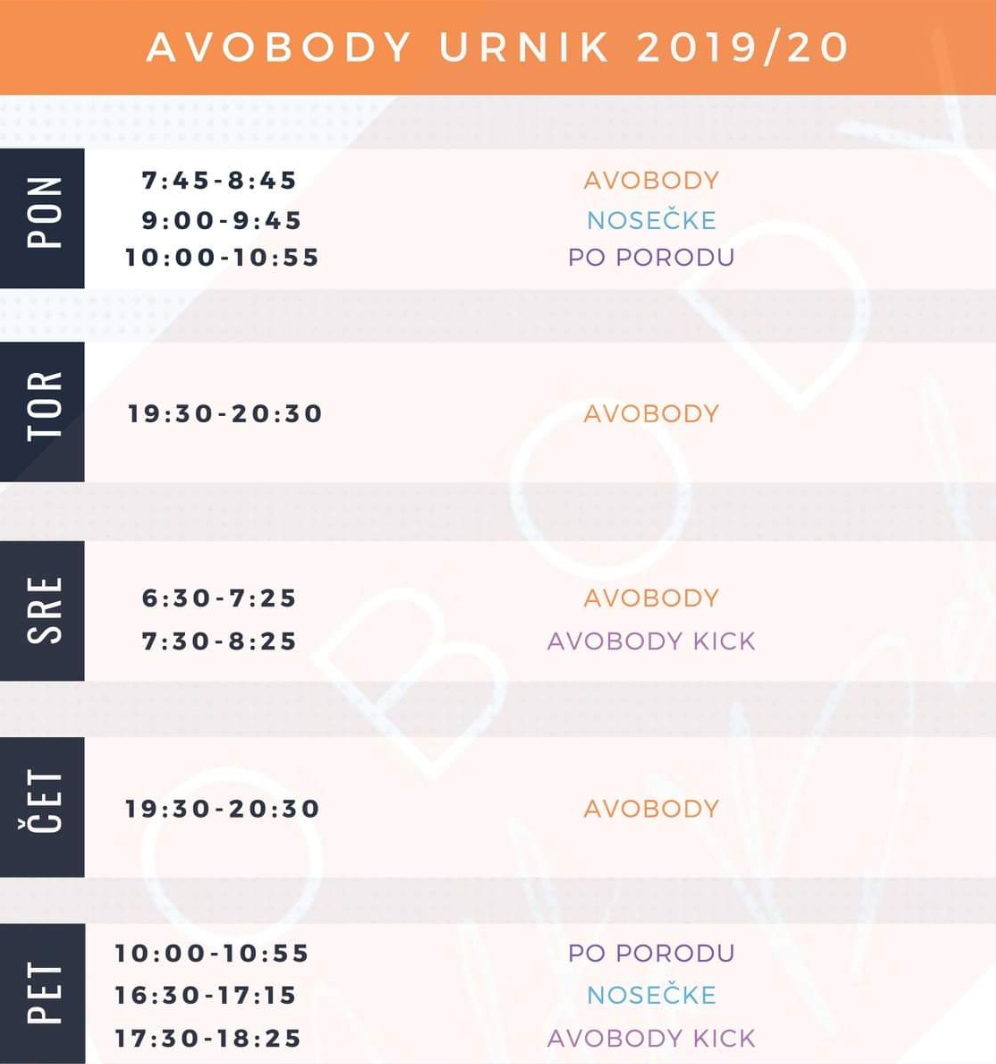 AVOBODY URNIK 2019/20
PON
7:45-8:45 AVOBODY
9:00-9:45 NOSEČKE
10:00-10:55 PO PORODU
TOR
19:30-20:30 AVOBODY
SRE
6:30-7:25 AVOBODY
7:30-8:25 AVOBODY KICK
ČET
19:30-20:30 AVOBODY
PET
10:00-10:55 PO PORODU
16:30-17:15 NOSEČKE
17:30-18:25 AVOBODY KICK
OBODY